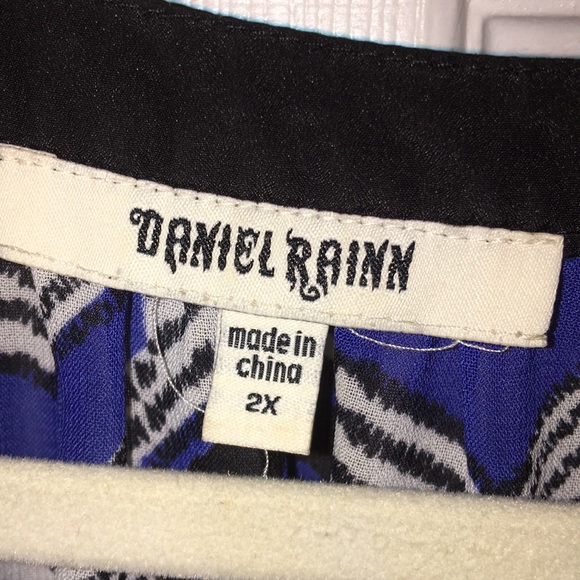 DANIEL RAINN
made in
china
2X